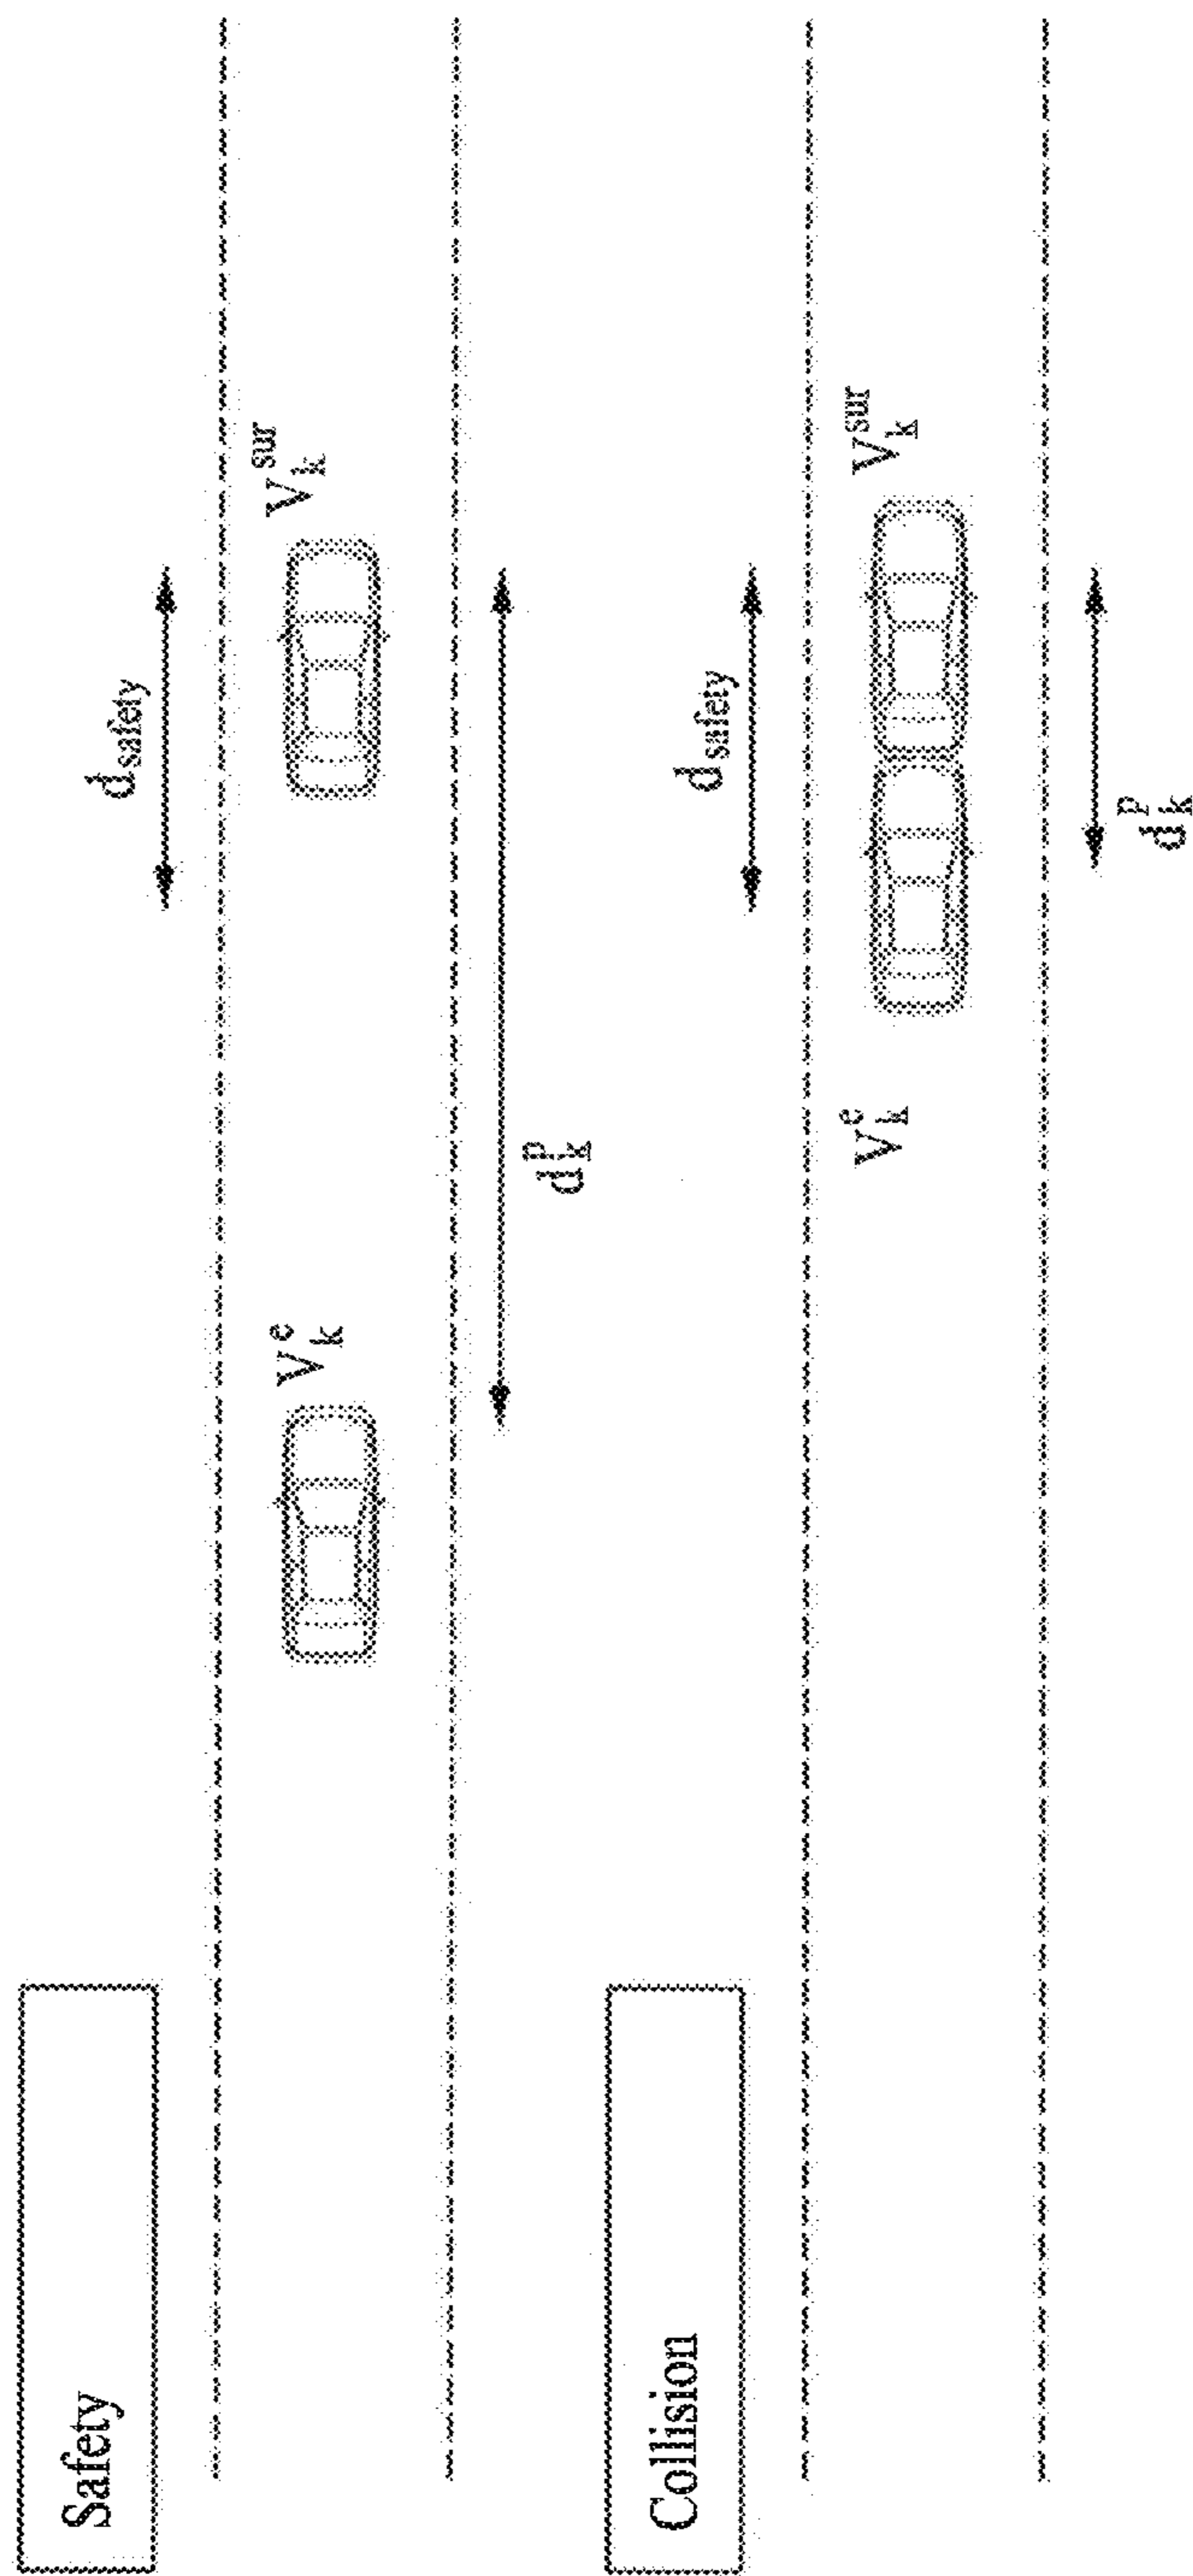 Safety
d_safety
V_k^e
V_k^sur
d_k^p
Collision
d_safety
V_k^e
V_k^sur
d_k^p